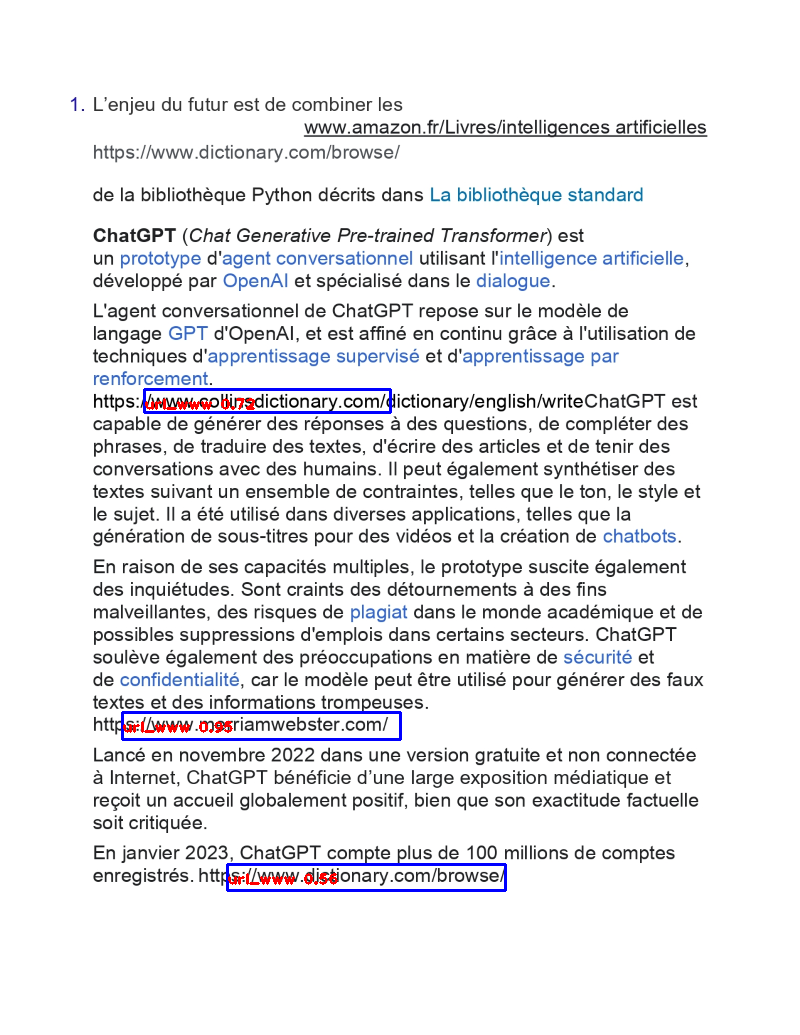 1. L’enjeu du futur est de combiner les
www.amazon.fr/Livres/intelligences artificielles
https://www.dictionary.com/browse/
de la bibliothèque Python décrits dans La bibliothèque standard
ChatGPT (Chat Generative Pre-trained Transformer) est
un prototype d'agent conversationnel utilisant l'intelligence artificielle,
développé par OpenAI et spécialisé dans le dialogue.
L'agent conversationnel de ChatGPT repose sur le modèle de
langage GPT d'OpenAI, et est affiné en continu grâce à l'utilisation de
techniques d'apprentissage supervisé et d'apprentissage par
renforcement.
https://www.collinsdictionary.com/dictionary/english/writeChatGPT est
url_www 0.72
capable de générer des réponses à des questions, de compléter des
phrases, de traduire des textes, d'écrire des articles et de tenir des
conversations avec des humains. Il peut également synthétiser des
textes suivant un ensemble de contraintes, telles que le ton, le style et
le sujet. Il a été utilisé dans diverses applications, telles que la
génération de sous-titres pour des vidéos et la création de chatbots.
En raison de ses capacités multiples, le prototype suscite également
des inquiétudes. Sont craints des détournements à des fins
malveillantes, des risques de plagiat dans le monde académique et de
possibles suppressions d'emplois dans certains secteurs. ChatGPT
soulève également des préoccupations en matière de sécurité et
de confidentialité, car le modèle peut être utilisé pour générer des faux
textes et des informations trompeuses.
https://www.merriamwebster.com/
url_www 0.95
Lancé en novembre 2022 dans une version gratuite et non connectée
à Internet, ChatGPT bénéficie d’une large exposition médiatique et
reçoit un accueil globalement positif, bien que son exactitude factuelle
soit critiquée.
En janvier 2023, ChatGPT compte plus de 100 millions de comptes
enregistrés. https://www.dictionary.com/browse/
url_www 0.56